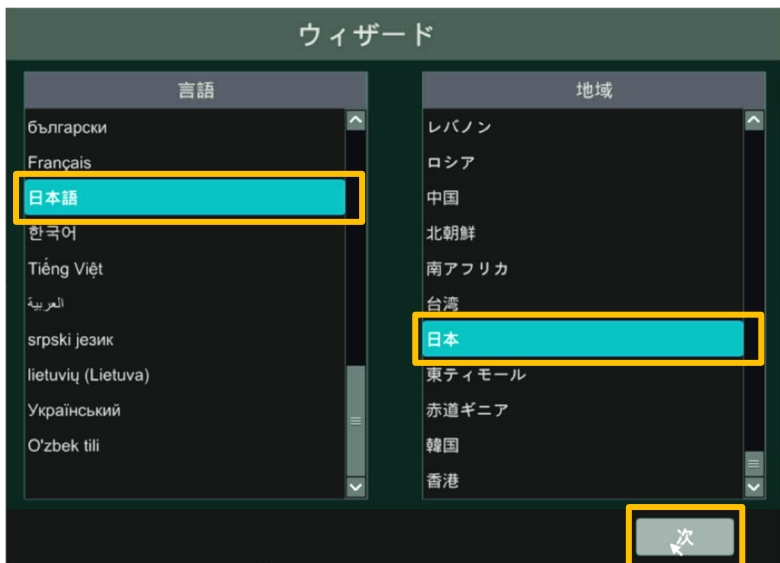 ウィザード
言語
български
Français
日本語
한국어
Tiếng Việt
العربية
srpski језик
lietuvių (Lietuva)
Український
O'zbek tili
地域
レバノン
ロシア
中国
北朝鮮
南アフリカ
台湾
日本
東ティモール
赤道ギニア
韓国
香港
次